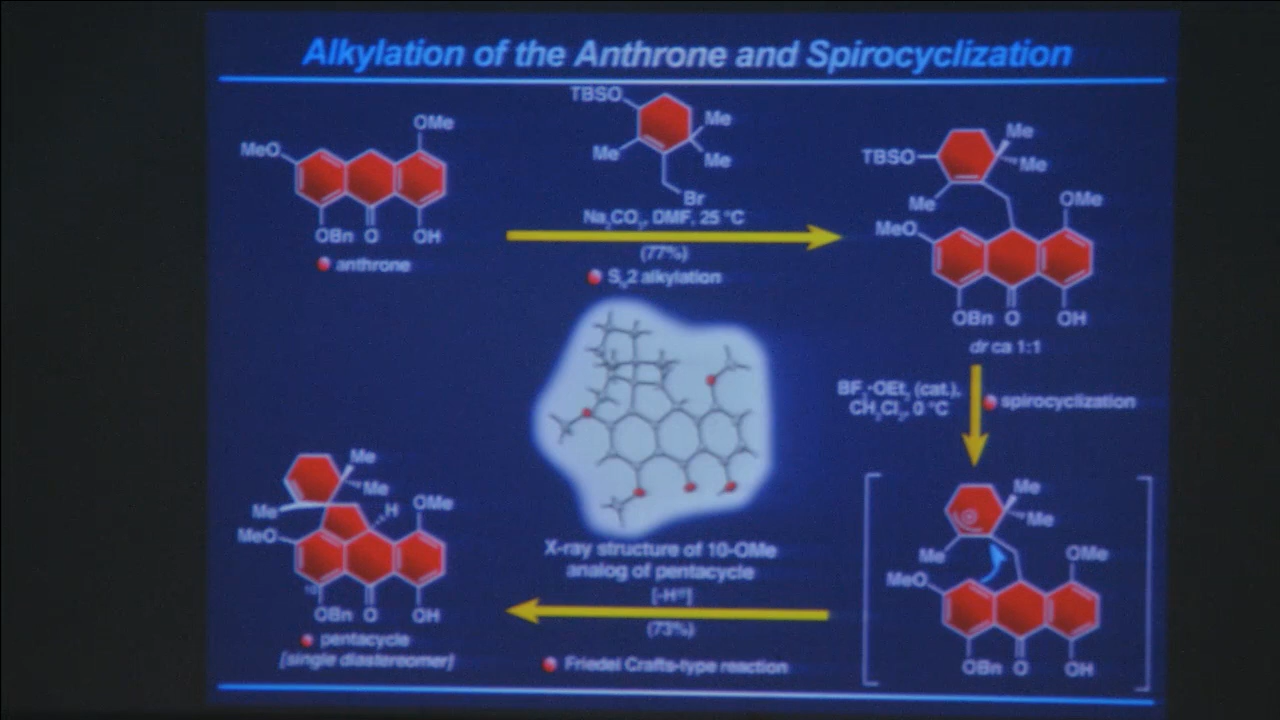 Alkylation of the Anthrone and Spirocyclization
OMe
MeO
OBn O OH
anthrone
TBSO
Me
Me
Me
Br
Na2CO3, DMF, 25 °C
(77%)
SN2 alkylation
Me
TBSO
Me
Me
OMe
MeO
OBn O OH
dr ca 1:1
BF3·OEt2 (cat.),
CH2Cl2, 0 °C
spirocyclization
Me
Me
Me
OMe
MeO
OBn O OH
X-ray structure of 10-OMe
analog of pentacycle
[-H⊕]
(73%)
Friedel Crafts-type reaction
Me
Me
Me
H
OMe
MeO
10
OBn O OH
pentacycle
[single diastereomer]